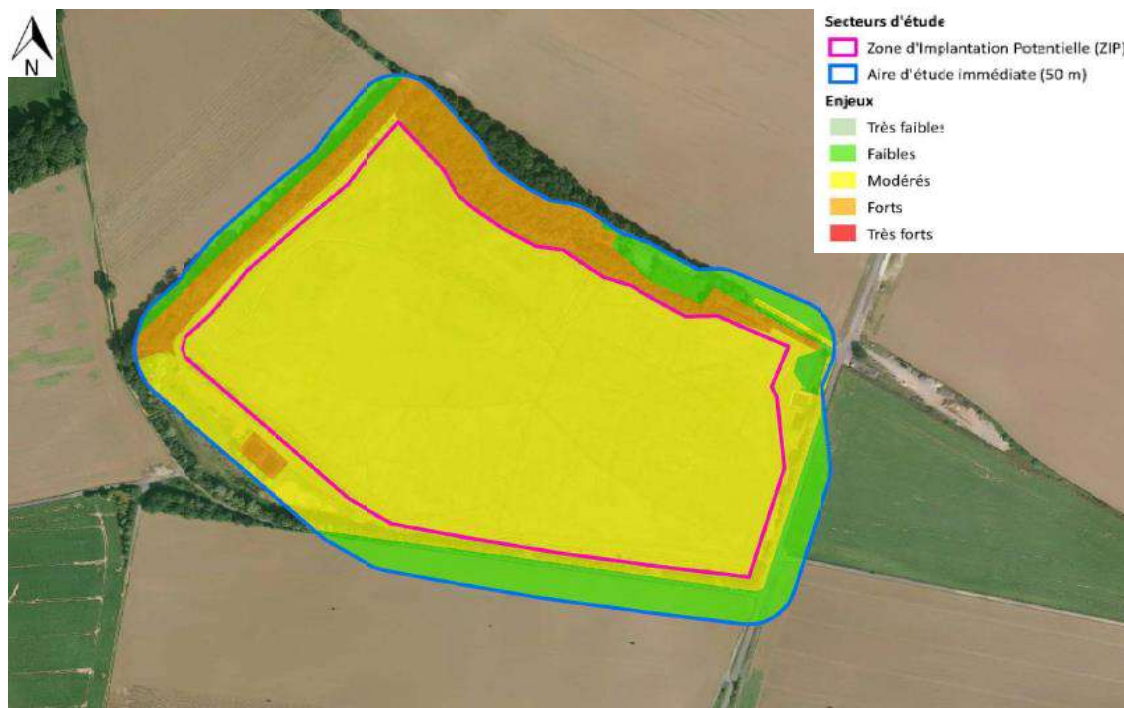 N
Secteurs d'étude
Zone d'Implantation Potentielle (ZIP)
Aire d'étude immédiate (50 m)
Enjeux
Très faibles
Faibles
Modérés
Forts
Très forts